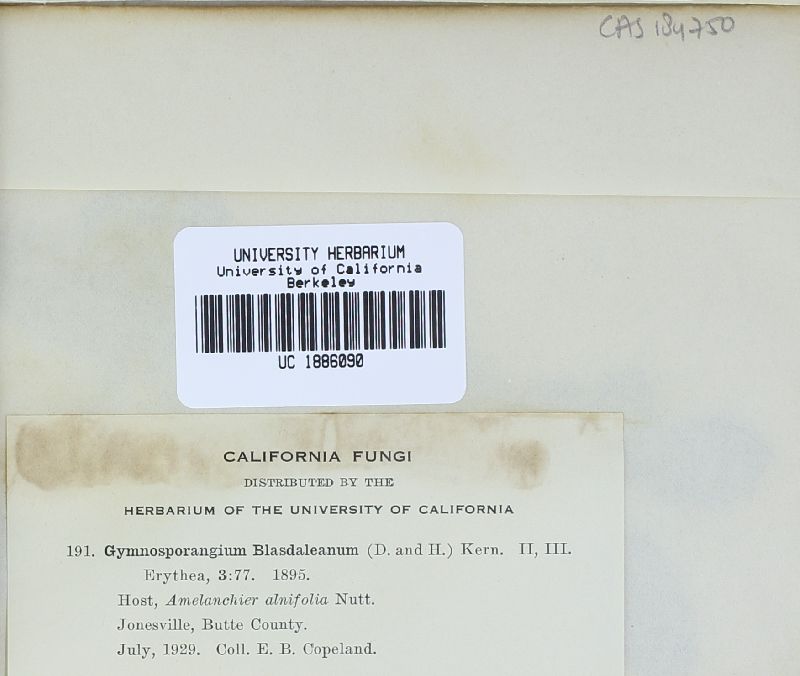 CAS 184750
UNIVERSITY HERBARIUM
University of California
Berkeley
UC 1886090
CALIFORNIA FUNGI
DISTRIBUTED BY THE
HERBARIUM OF THE UNIVERSITY OF CALIFORNIA
191. Gymnosporangium Blasdaleanum (D. and H.) Kern. II, III.
Erythea, 3:77. 1895.
Host, Amelanchier alnifolia Nutt.
Jonesville, Butte County.
July, 1929. Coll. E. B. Copeland.